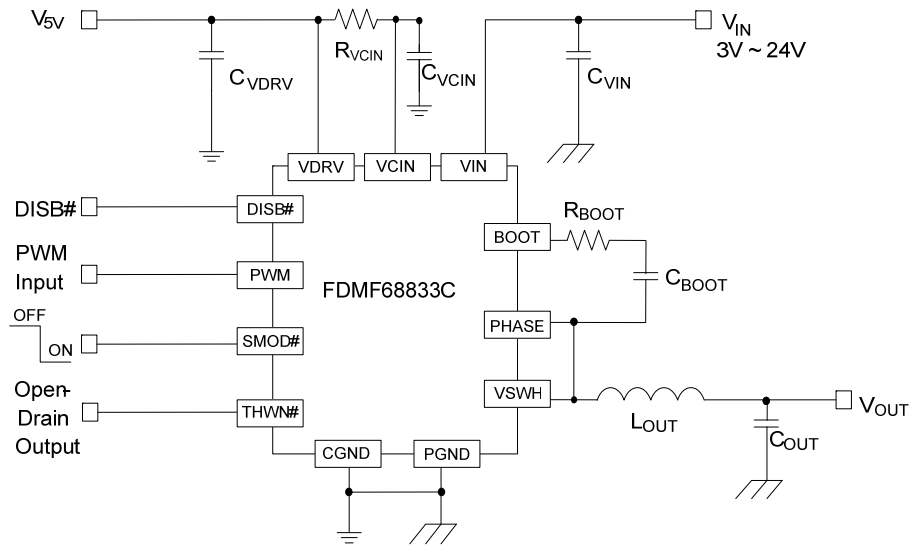 V5V
RVCIN
CVDRV
CVCIN
CVIN
VIN
3V ~ 24V
VDRV
VCIN
VIN
DISB#
DISB#
PWM
Input
PWM
OFF
ON
SMOD#
Open-
Drain
Output
THWN#
FDMF68833C
BOOT
RBOOT
CBOOT
PHASE
VSWH
LOUT
VOUT
COUT
CGND
PGND